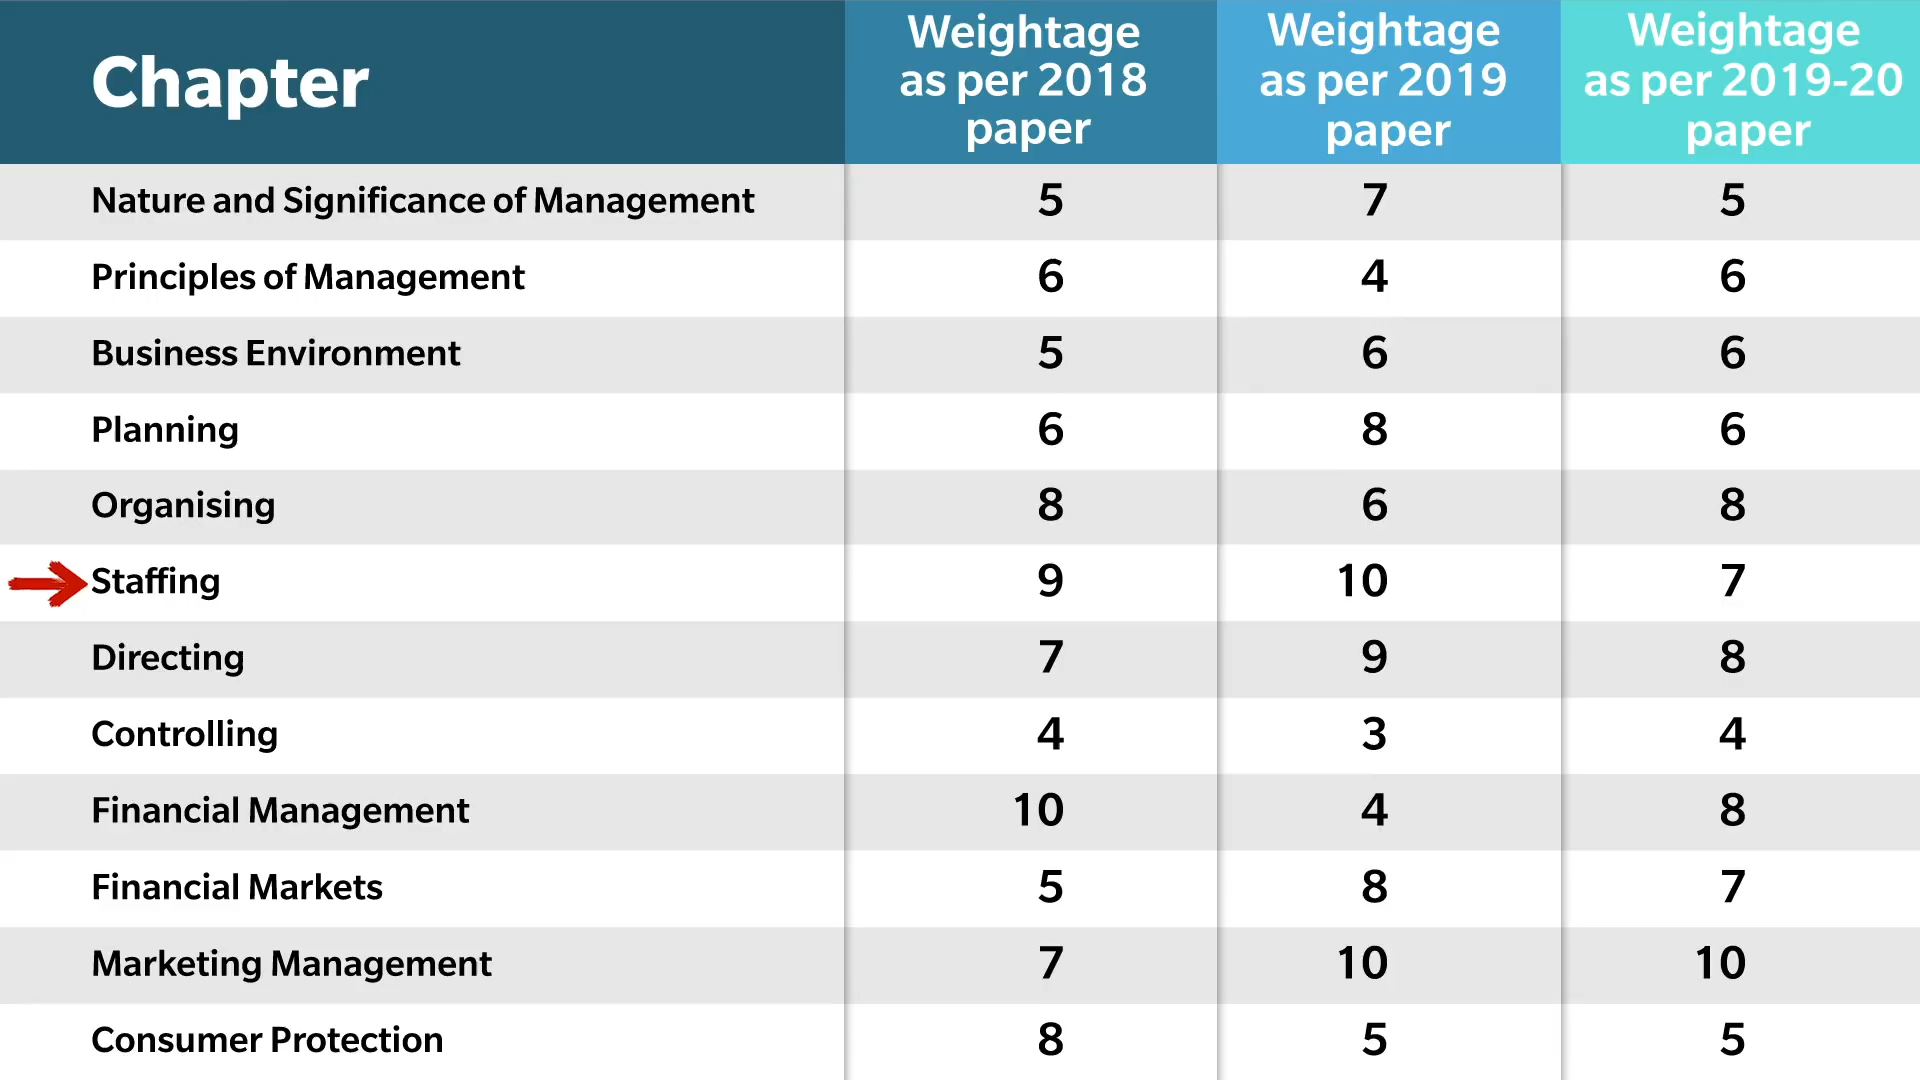 Chapter
Weightage
as per 2018
paper
Weightage
as per 2019
paper
Weightage
as per 2019-20
paper
Nature and Significance of Management 5 7 5
Principles of Management 6 4 6
Business Environment 5 6 6
Planning 6 8 6
Organising 8 6 8
Staffing 9 10 7
Directing 7 9 8
Controlling 4 3 4
Financial Management 10 4 8
Financial Markets 5 8 7
Marketing Management 7 10 10
Consumer Protection 8 5 5